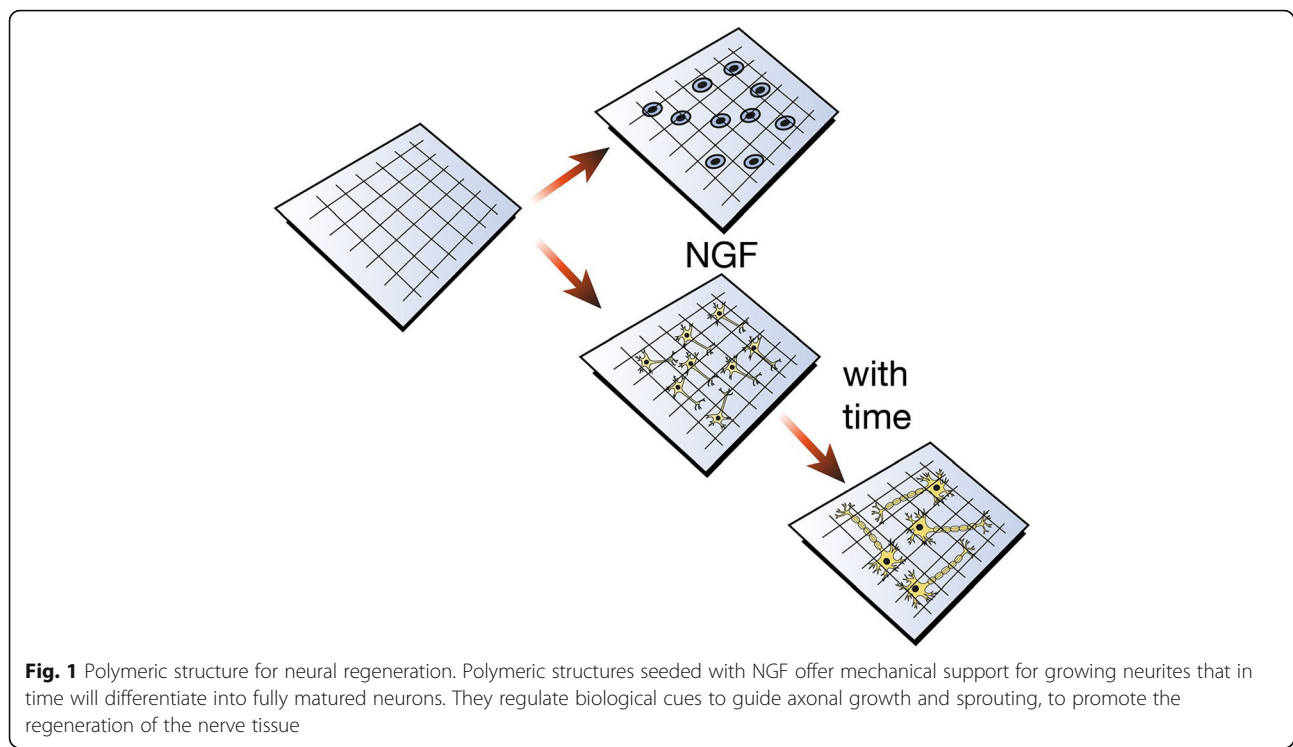 NGF
with
time
Fig. 1 Polymeric structure for neural regeneration. Polymeric structures seeded with NGF offer mechanical support for growing neurites that in
time will differentiate into fully matured neurons. They regulate biological cues to guide axonal growth and sprouting, to promote the
regeneration of the nerve tissue